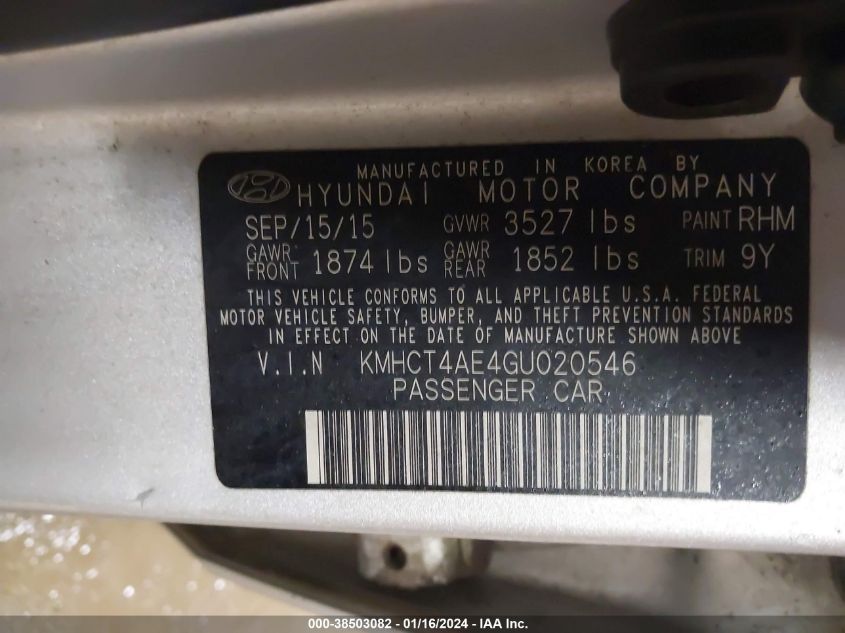 MANUFACTURED IN KOREA BY
HYUNDAI MOTOR COMPANY
SEP/15/15 GVWR 3527 lbs PAINT RHM
GAWR FRONT 1874 lbs GAWR REAR 1852 lbs TRIM 9Y
THIS VEHICLE CONFORMS TO ALL APPLICABLE U.S.A. FEDERAL
MOTOR VEHICLE SAFETY, BUMPER, AND THEFT PREVENTION STANDARDS
IN EFFECT ON THE DATE OF MANUFACTURE SHOWN ABOVE
V.I.N KMHCT4AE4GU020546
PASSENGER CAR
000-38503082 - 01/16/2024 - IAA Inc.